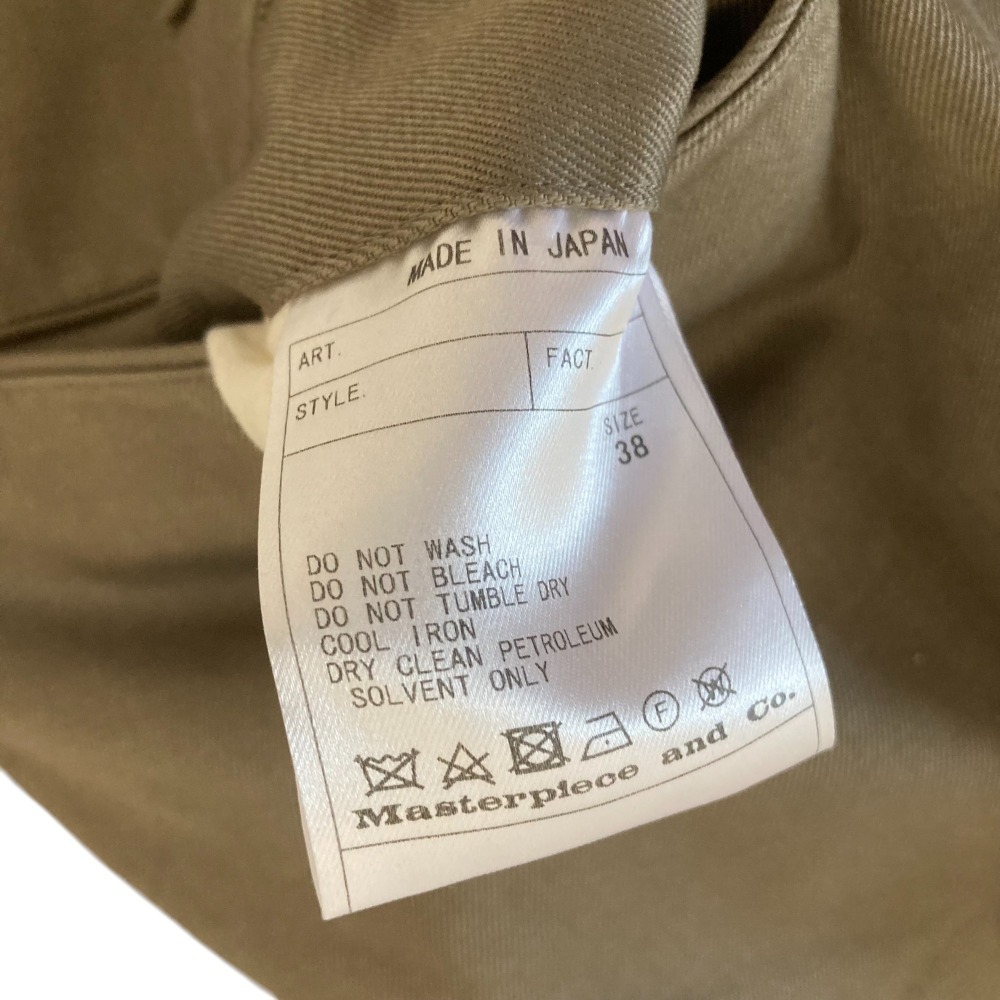 MADE IN JAPAN
ART.
FACT.
STYLE.
SIZE
38
DO NOT WASH
DO NOT BLEACH
DO NOT TUMBLE DRY
COOL IRON
DRY CLEAN PETROLEUM
SOLVENT ONLY
F W
Masterpiece and Co.